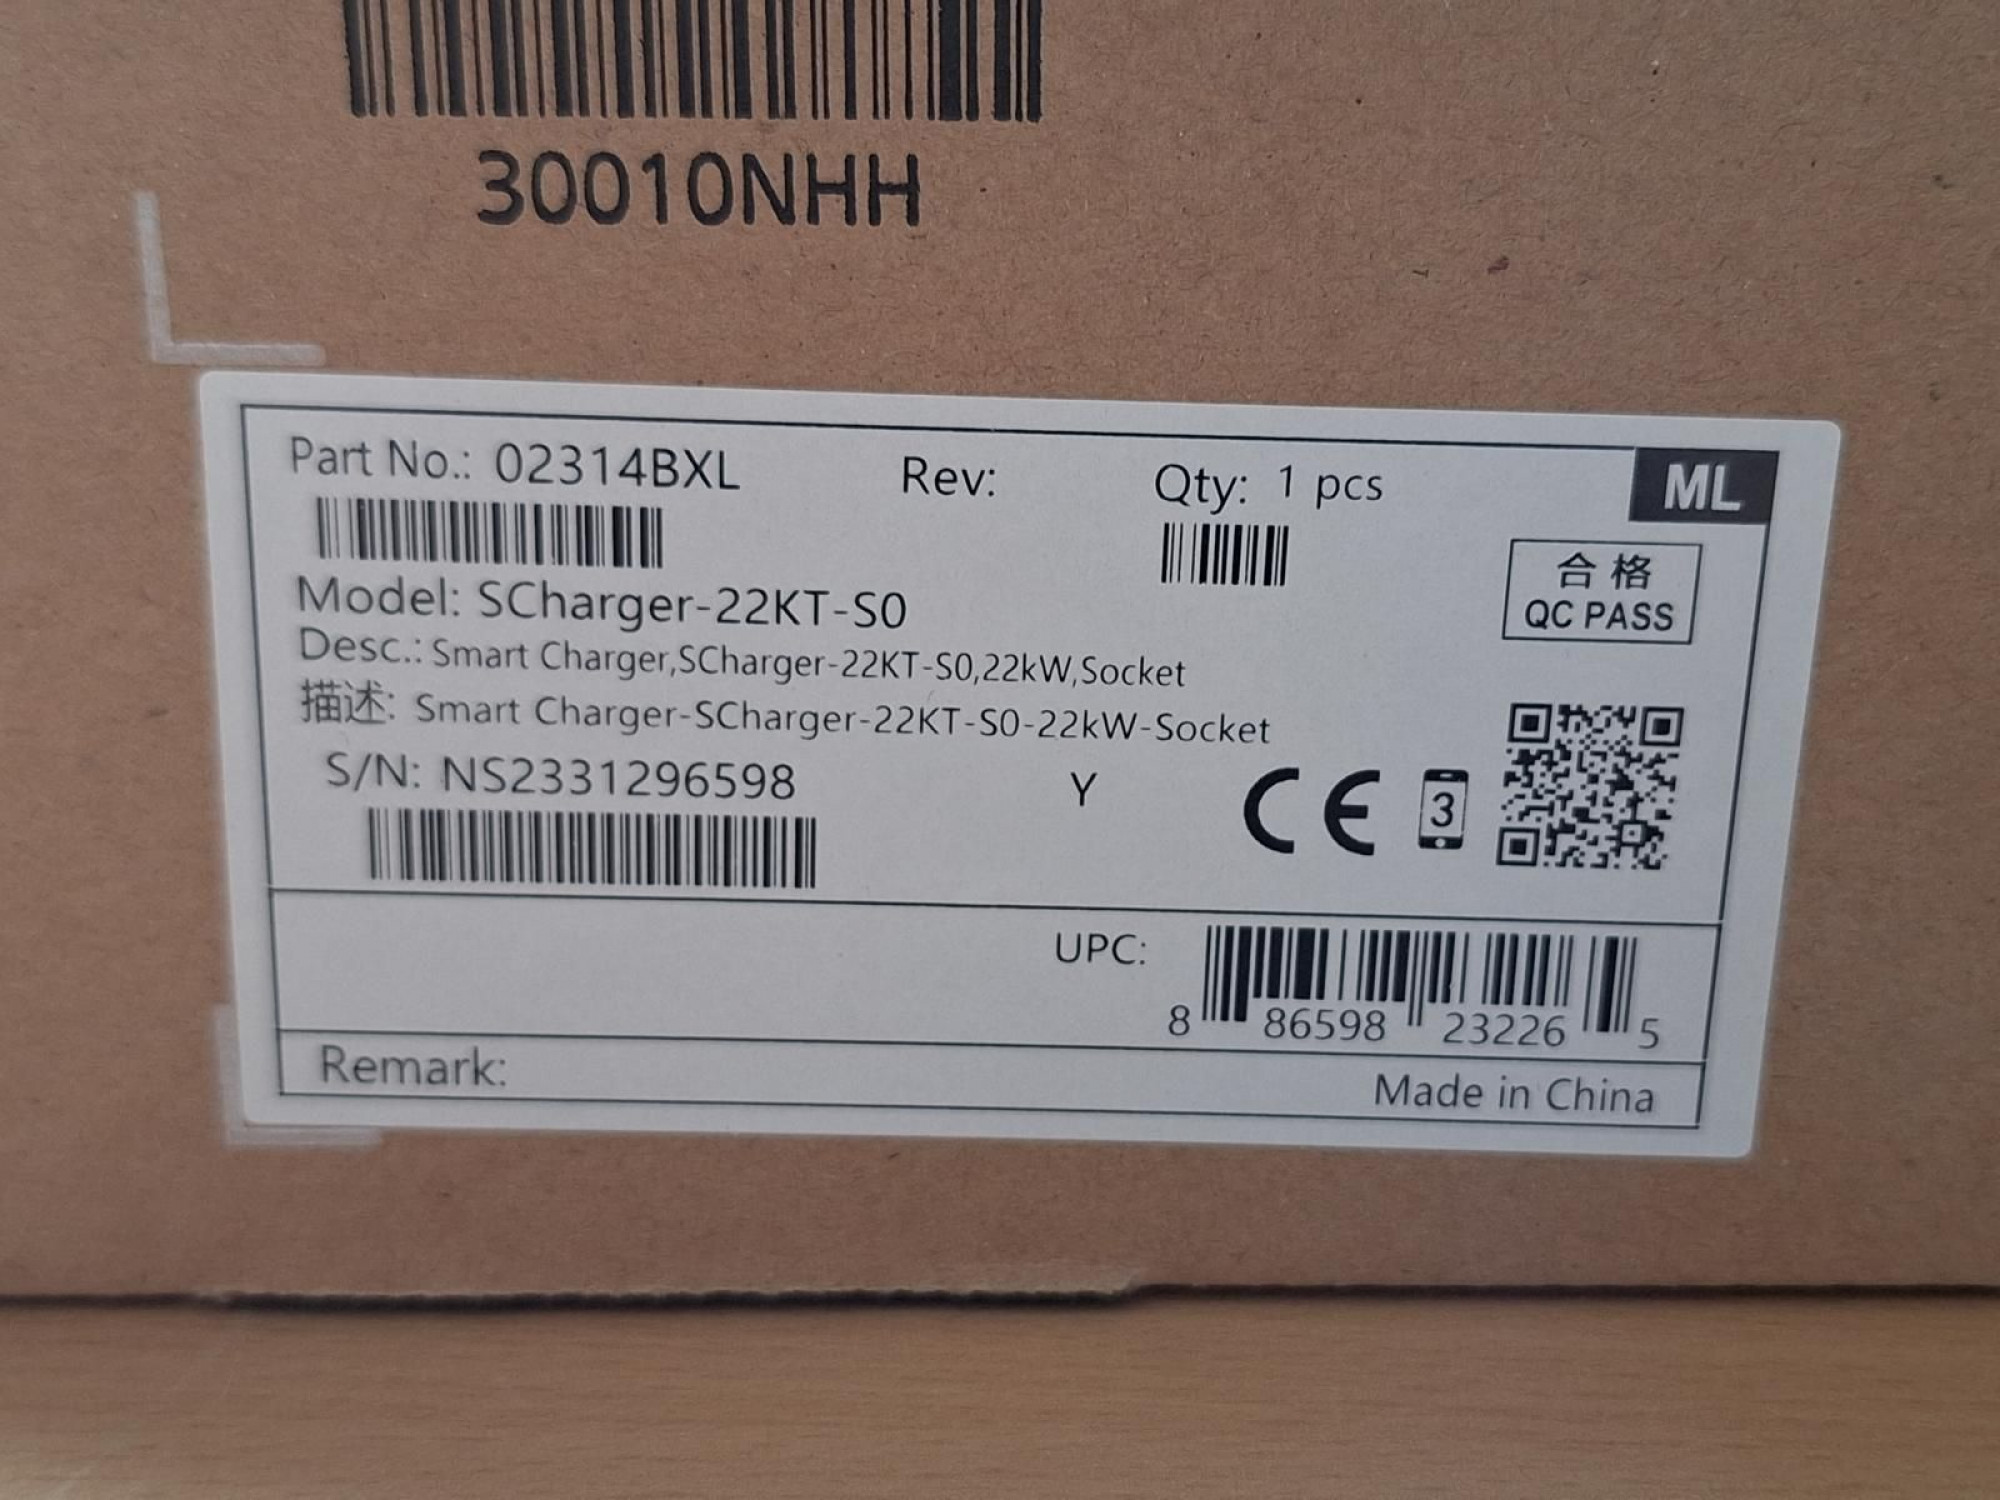 30010NHH
Part No.: 02314BXL Rev: Qty: 1 pcs ML
Model: SCharger-22KT-S0
合格
QC PASS
Desc.: Smart Charger,SCharger-22KT-S0,22kW,Socket
描述: Smart Charger-SCharger-22KT-S0-22kW-Socket
S/N: NS2331296598 Y CE 3
UPC: 8 86598 23226 5
Remark: Made in China